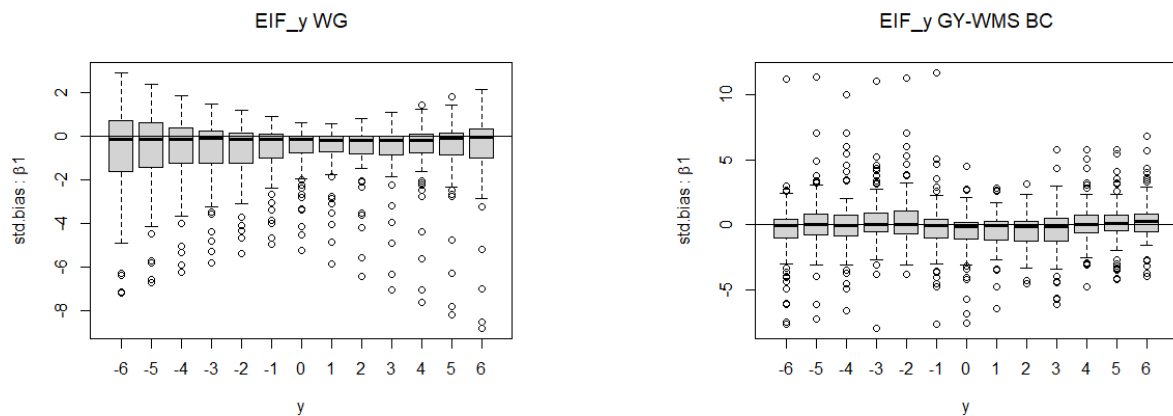 EIF_y WG
std.bias : β1
2
0
-2
-4
-6
-8
-6 -5 -4 -3 -2 -1 0 1 2 3 4 5 6
y
EIF_y GY-WMS BC
std.bias : β1
10
5
0
-5
-6 -5 -4 -3 -2 -1 0 1 2 3 4 5 6
y